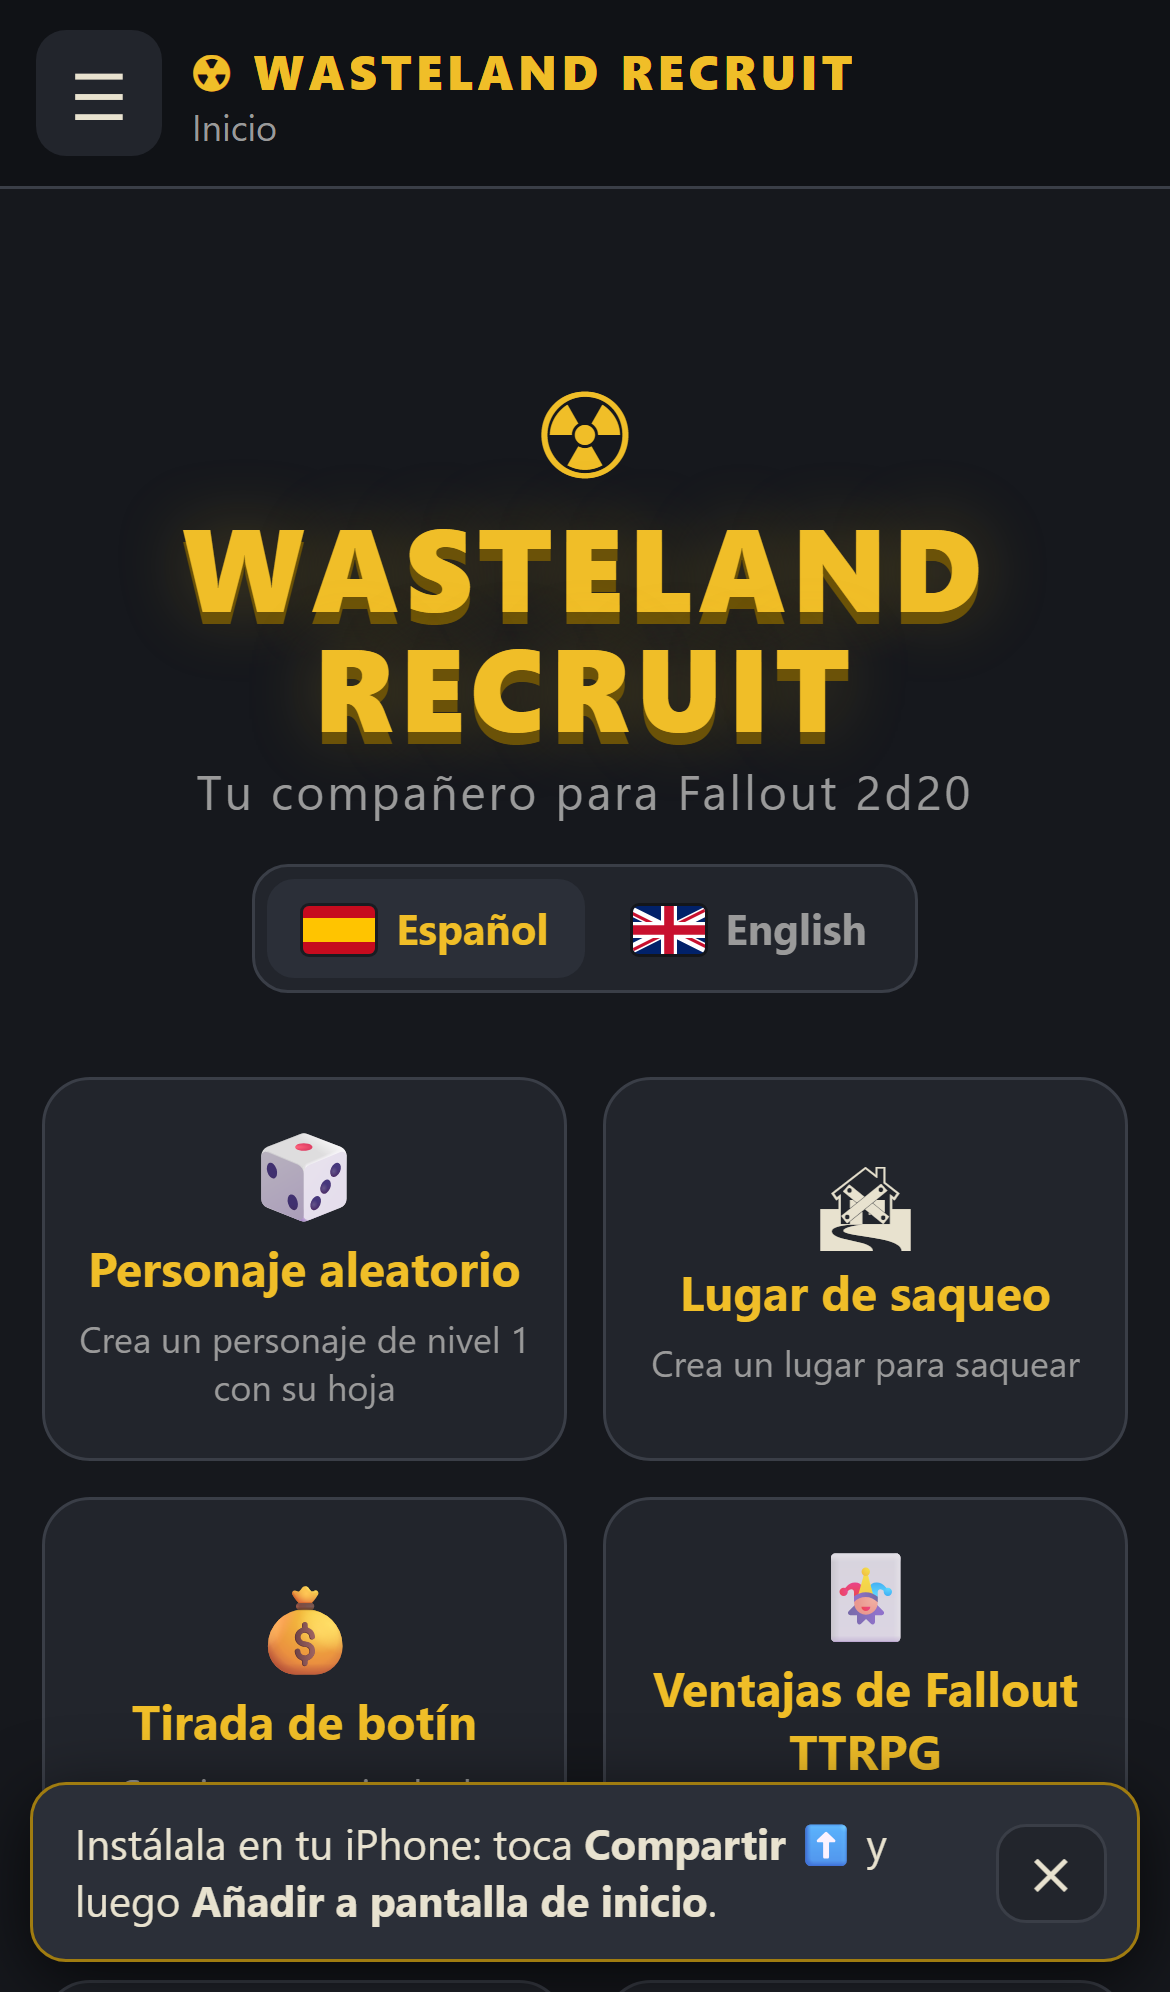 ☢ WASTELAND RECRUIT
Inicio
WASTELAND
RECRUIT
Tu compañero para Fallout 2d20
Español
English
Personaje aleatorio
Crea un personaje de nivel 1
con su hoja
Lugar de saqueo
Crea un lugar para saquear
Tirada de botín
Ventajas de Fallout
TTRPG
Instálala en tu iPhone: toca Compartir ⬆️ y
luego Añadir a pantalla de inicio.